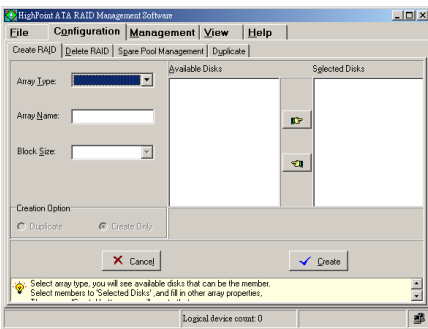 HighPoint ATA RAID Management Software
File Configuration Management View Help
Create RAID Delete RAID Spare Pool Management Duplicate
Available Disks Selected Disks
Array Type:
Array Name:
Block Size:
Creation Option
Duplicate Create Only
Cancel Create
Select array type, you will see available disks that can be the member.
Select members to 'Selected Disks' ,and fill in other array properties,
Logical device count: 0